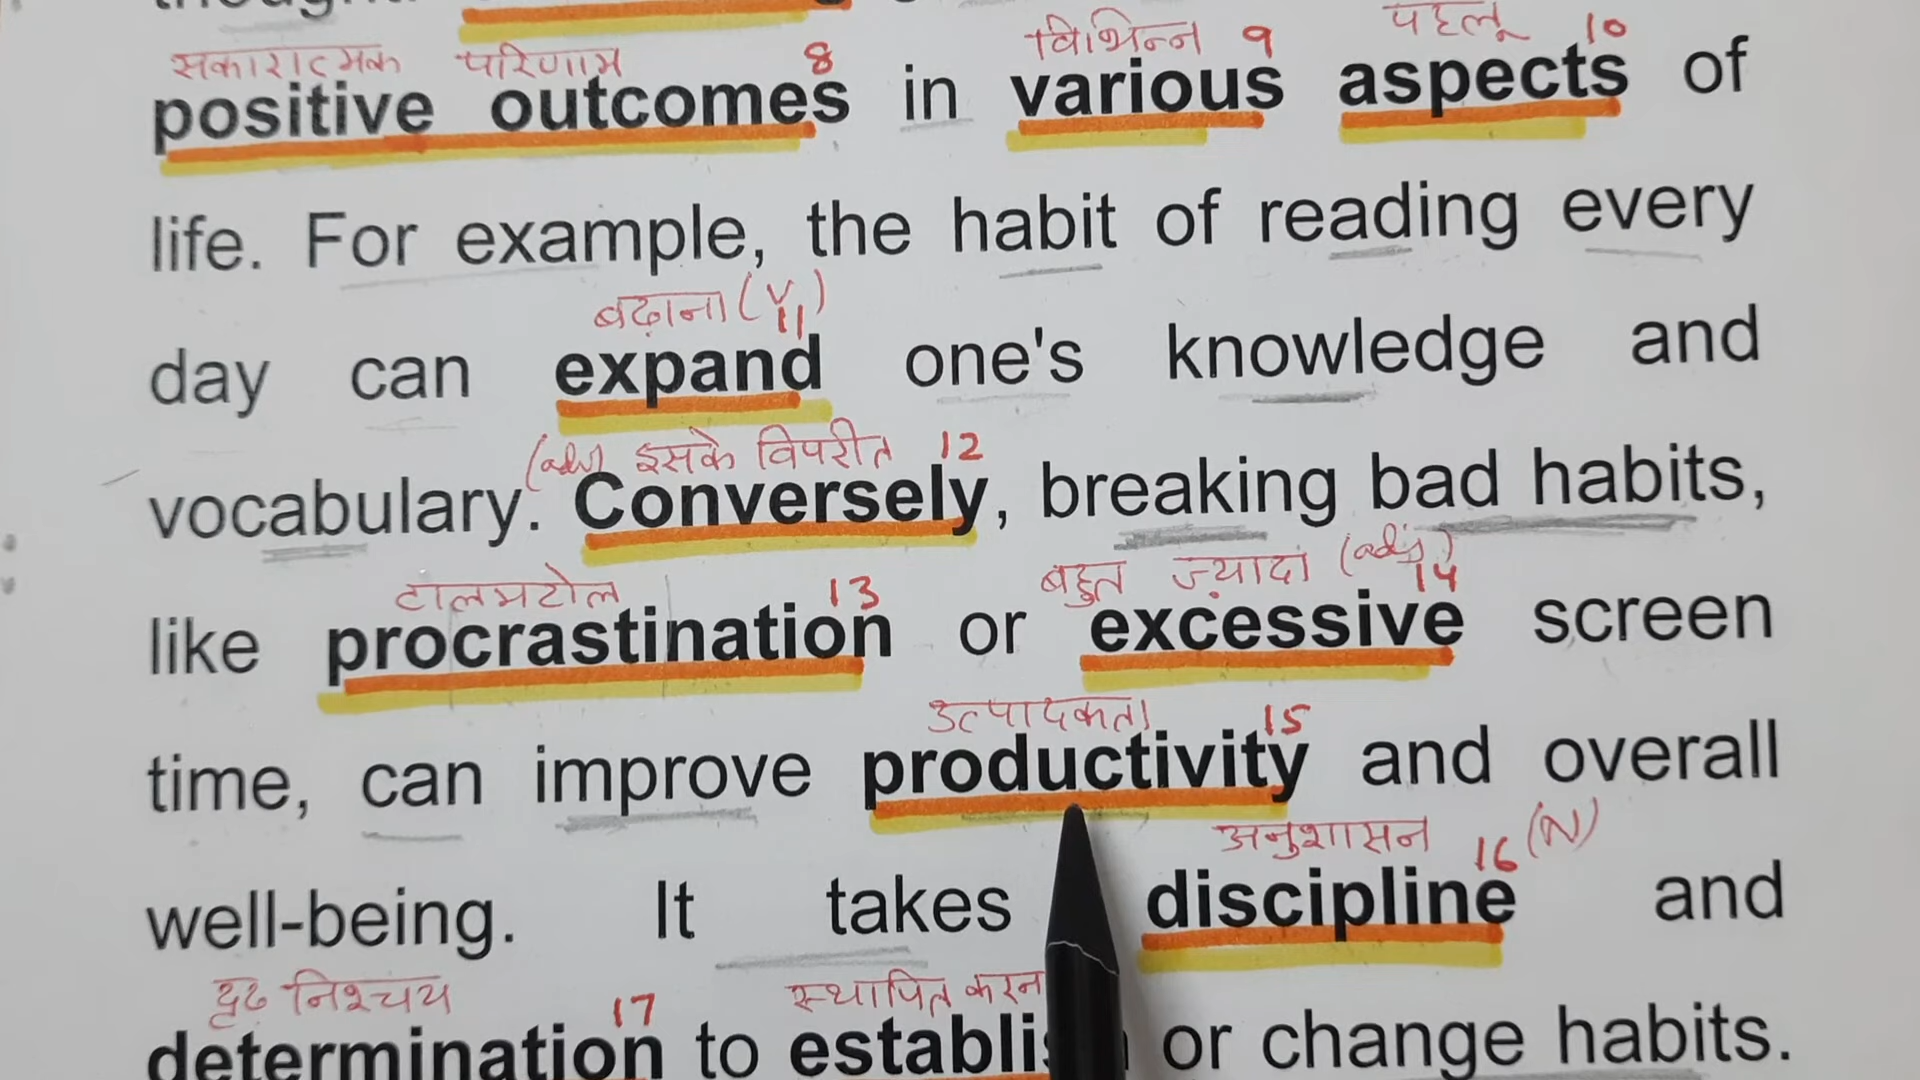 सकारात्मक परिणाम 8 विभिन्न 9 पहलू 10
positive outcomes in various aspects of
life. For example, the habit of reading every
बढ़ाना (V) 11
day can expand one's knowledge and
(adv) इसके विपरीत 12
vocabulary. Conversely, breaking bad habits,
टालमटोल 13 बहुत ज़्यादा (adj) 14
like procrastination or excessive screen
उत्पादकता 15
time, can improve productivity and overall
अनुशासन 16 (N)
well-being. It takes discipline and
दृढ़ निश्चय 17 स्थापित करन
determination to establi or change habits.